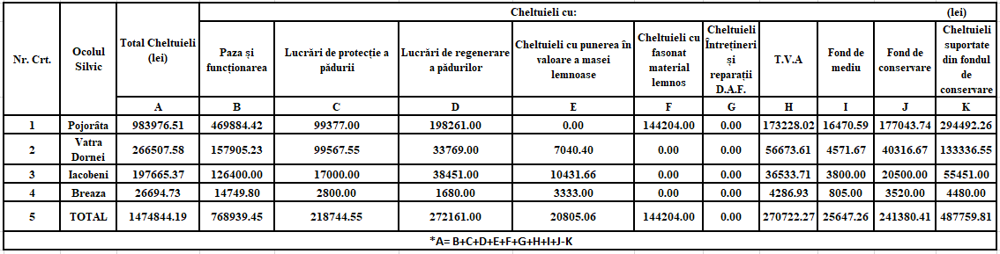 Nr. Crt. Ocolul Silvic Total Cheltuieli (lei) Cheltuieli cu: (lei)
Paza și funcționarea Lucrări de protecție a pădurii Lucrări de regenerare a pădurilor Cheltuieli cu punerea în valoare a masei lemnoase Cheltuieli cu fasonat material lemnos Cheltuieli Întrețineri și reparații D.A.F. T.V.A Fond de mediu Fond de conservare Cheltuieli suportate din fondul de conservare
A B C D E F G H I J K
1 Pojorâta 983976.51 469884.42 99377.00 198261.00 0.00 144204.00 0.00 173228.02 16470.59 177043.74 294492.26
2 Vatra Dornei 266507.58 157905.23 99567.55 33769.00 7040.40 0.00 0.00 56673.61 4571.67 40316.67 133336.55
3 Iacobeni 197665.37 126400.00 17000.00 38451.00 10431.66 0.00 0.00 36533.71 3800.00 20500.00 55451.00
4 Breaza 26694.73 14749.80 2800.00 1680.00 3333.00 0.00 0.00 4286.93 805.00 3520.00 4480.00
5 TOTAL 1474844.19 768939.45 218744.55 272161.00 20805.06 144204.00 0.00 270722.27 25647.26 241380.41 487759.81
*A= B+C+D+E+F+G+H+I+J-K